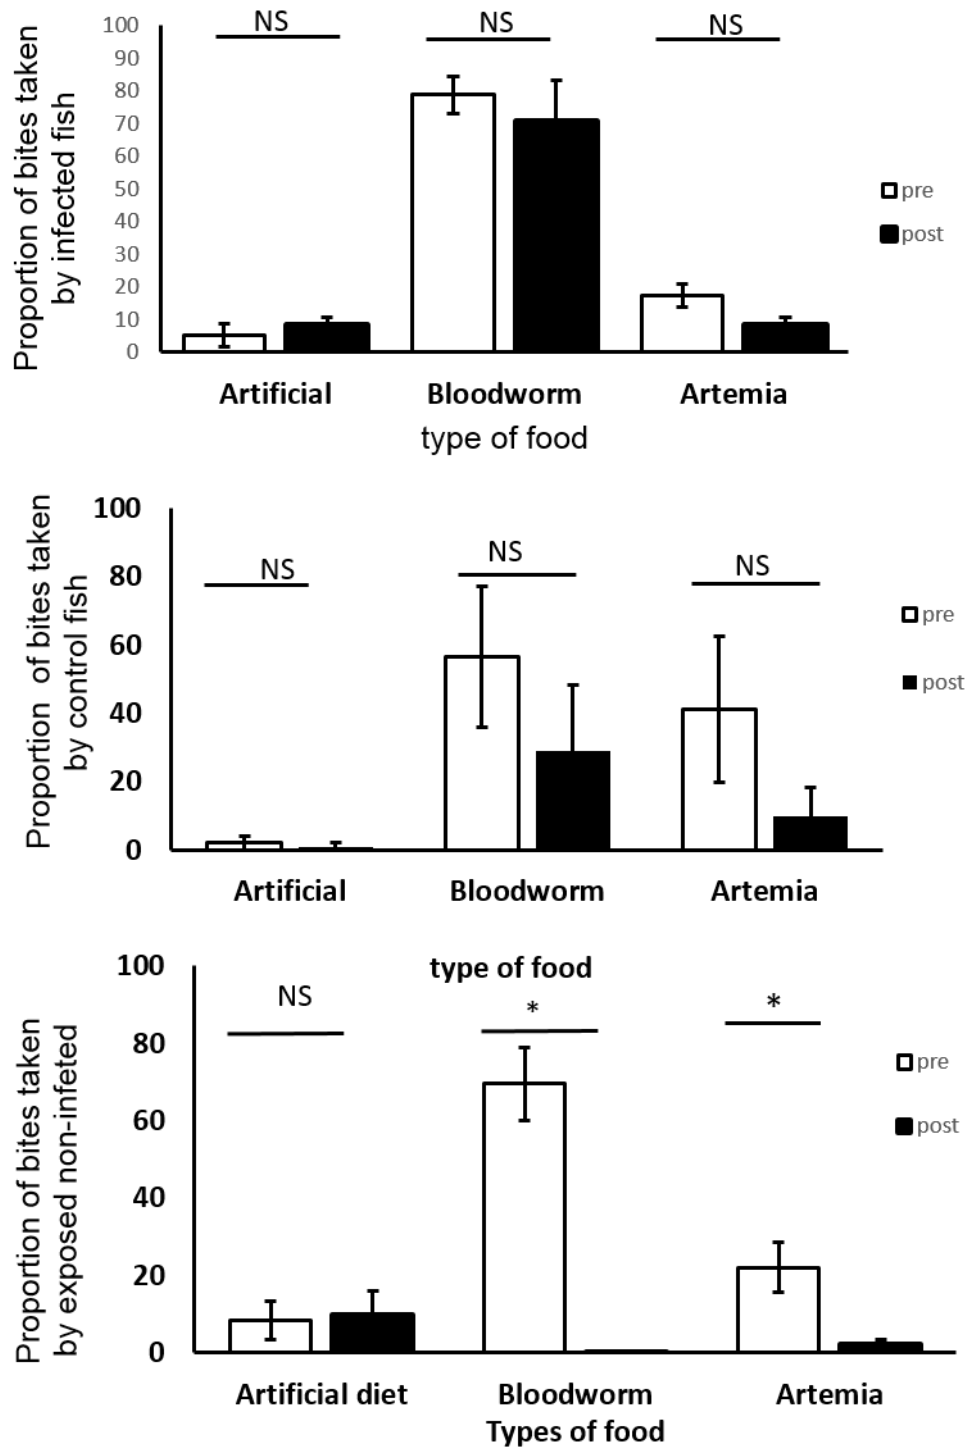 Proportion of bites taken
by infected fish
100
90
80
70
60
50
40
30
20
10
0
NS
NS
NS
pre
post
Artificial
Bloodworm
Artemia
type of food
Proportion of bites taken
by control fish
100
80
60
40
20
0
NS
NS
NS
pre
post
Artificial
Bloodworm
Artemia
type of food
Proportion of bites taken
by exposed non-infeted
100
80
60
40
20
0
NS
*
*
pre
post
Artificial diet
Bloodworm
Artemia
Types of food